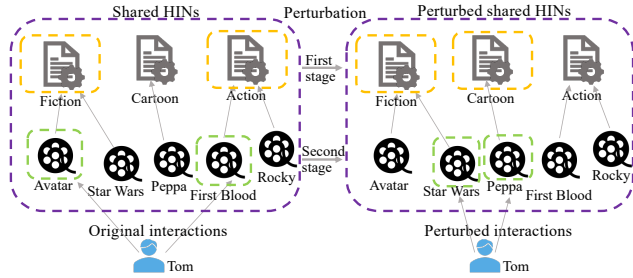 Shared HINs
Perturbation
Perturbed shared HINs
First
stage
Fiction
Cartoon
Action
Fiction
Cartoon
Action
Second
stage
Avatar
Star Wars
Peppa
First Blood
Rocky
Avatar
Star Wars
Peppa
First Blood
Rocky
Original interactions
Perturbed interactions
Tom
Tom